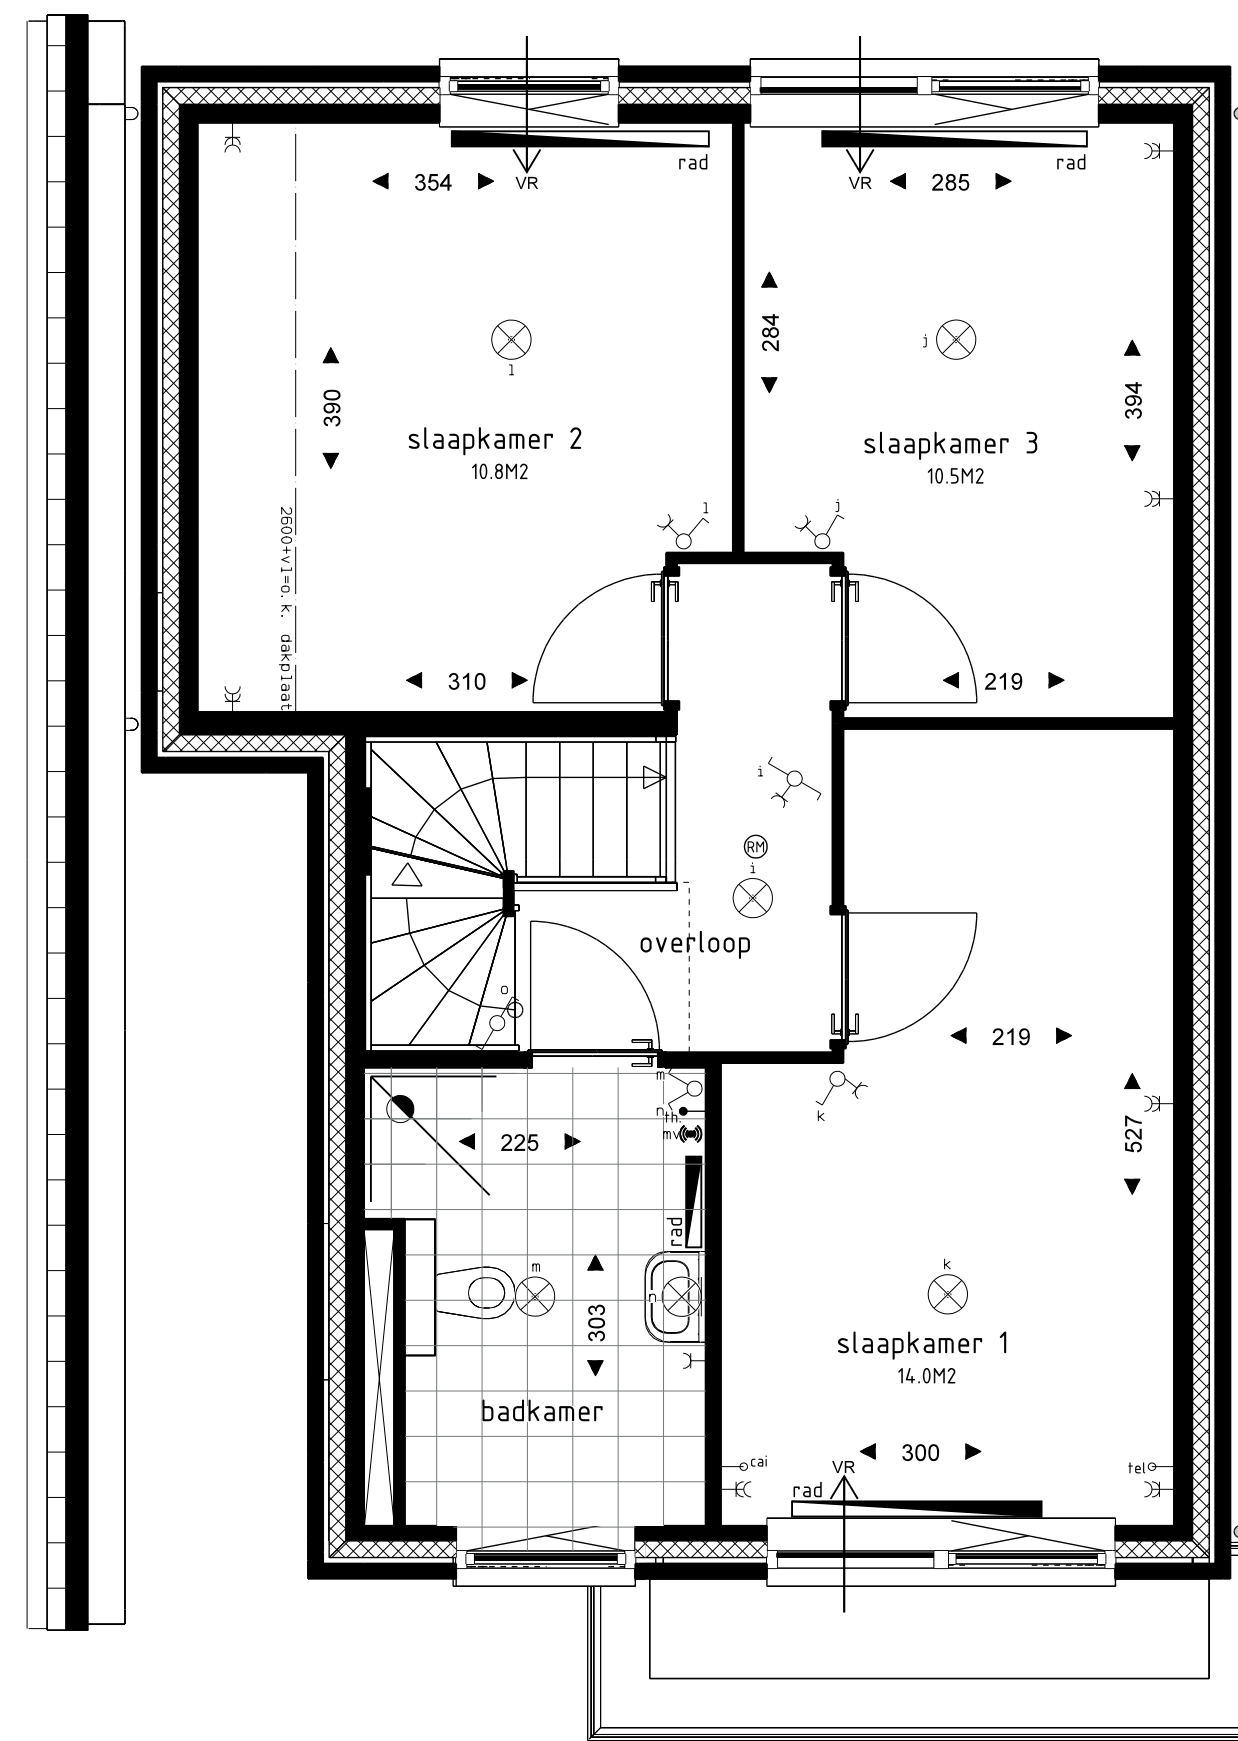 rad
rad
354
VR
VR
285
284
l
j
390
394
slaapkamer 2
10.8M2
slaapkamer 3
10.5M2
l
j
2600+vl=o.k. dakplaat
310
219
i
RM
i
overloop
o
219
m
n
th.
mv
k
225
527
rad
m
n
k
303
slaapkamer 1
14.0M2
badkamer
300
cai
VR
tel
rad